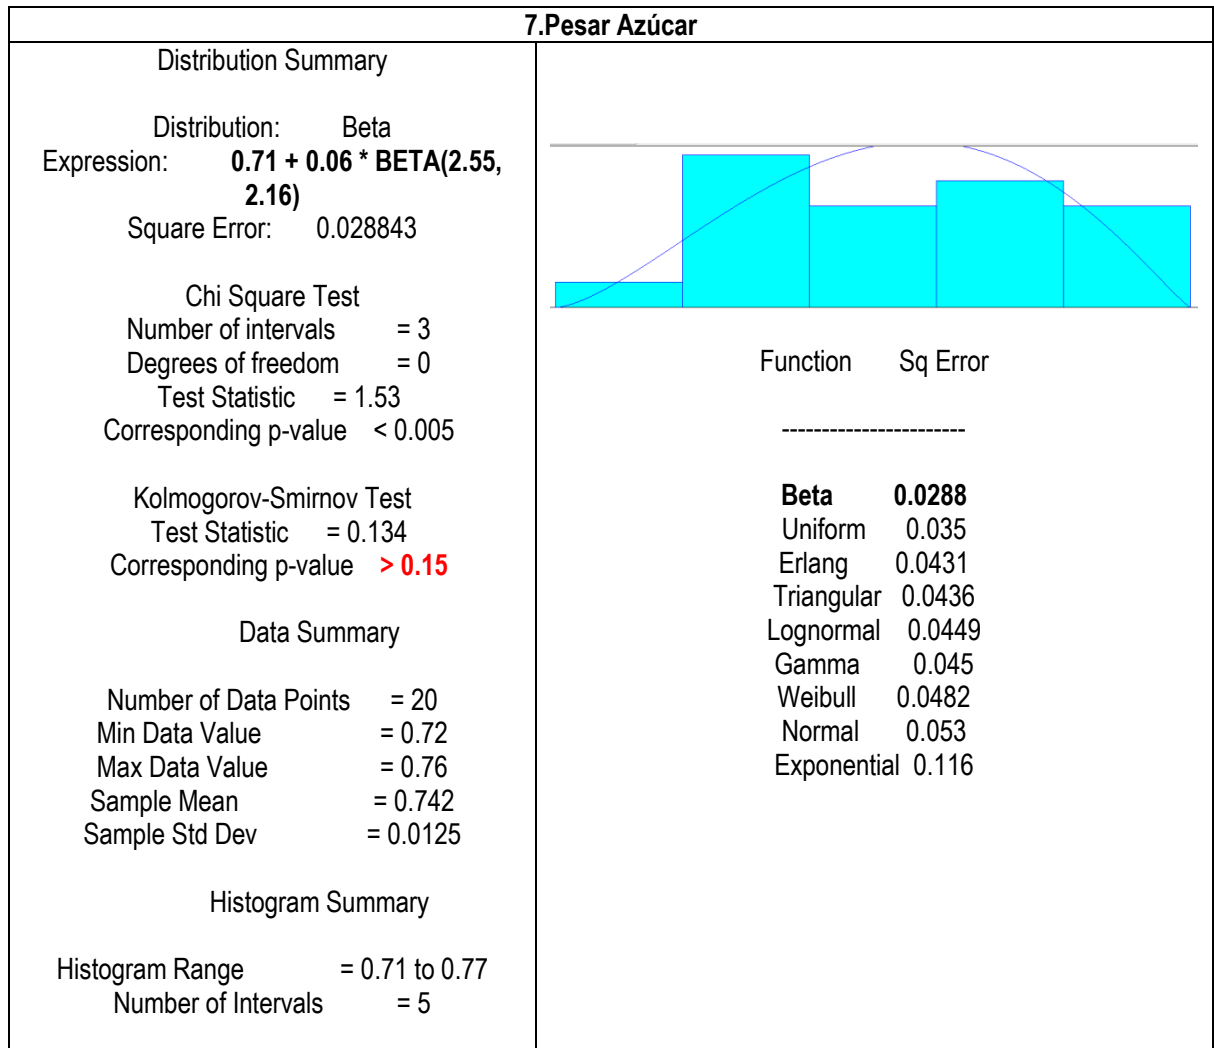 7.Pesar Azúcar
Distribution Summary
Distribution: Beta
Expression: 0.71 + 0.06 * BETA(2.55,
2.16)
Square Error: 0.028843
Chi Square Test
Number of intervals = 3
Degrees of freedom = 0
Test Statistic = 1.53
Corresponding p-value < 0.005
Kolmogorov-Smirnov Test
Test Statistic = 0.134
Corresponding p-value > 0.15
Data Summary
Number of Data Points = 20
Min Data Value = 0.72
Max Data Value = 0.76
Sample Mean = 0.742
Sample Std Dev = 0.0125
Histogram Summary
Histogram Range = 0.71 to 0.77
Number of Intervals = 5
Function Sq Error
-----------------------
Beta 0.0288
Uniform 0.035
Erlang 0.0431
Triangular 0.0436
Lognormal 0.0449
Gamma 0.045
Weibull 0.0482
Normal 0.053
Exponential 0.116